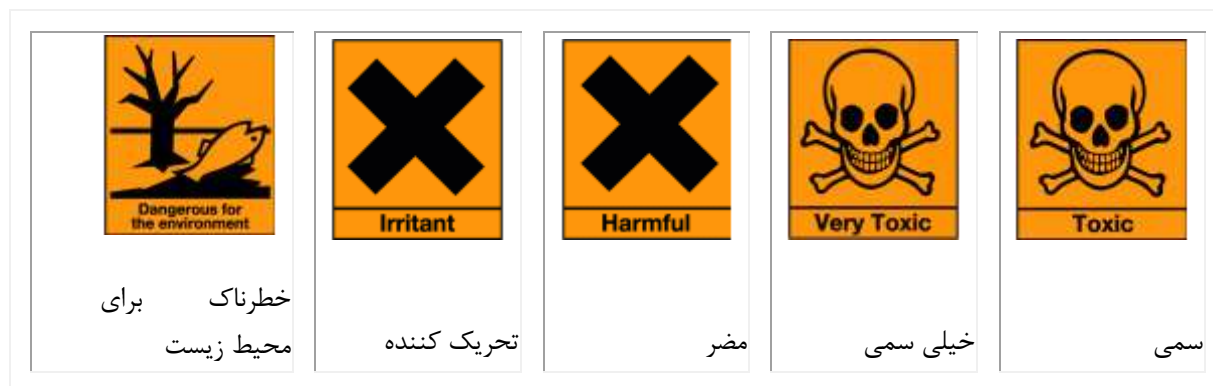 Toxic
سمی
Very Toxic
خیلی سمی
Harmful
مضر
Irritant
تحریک کننده
Dangerous for
the environment
خطرناک برای
محیط زیست